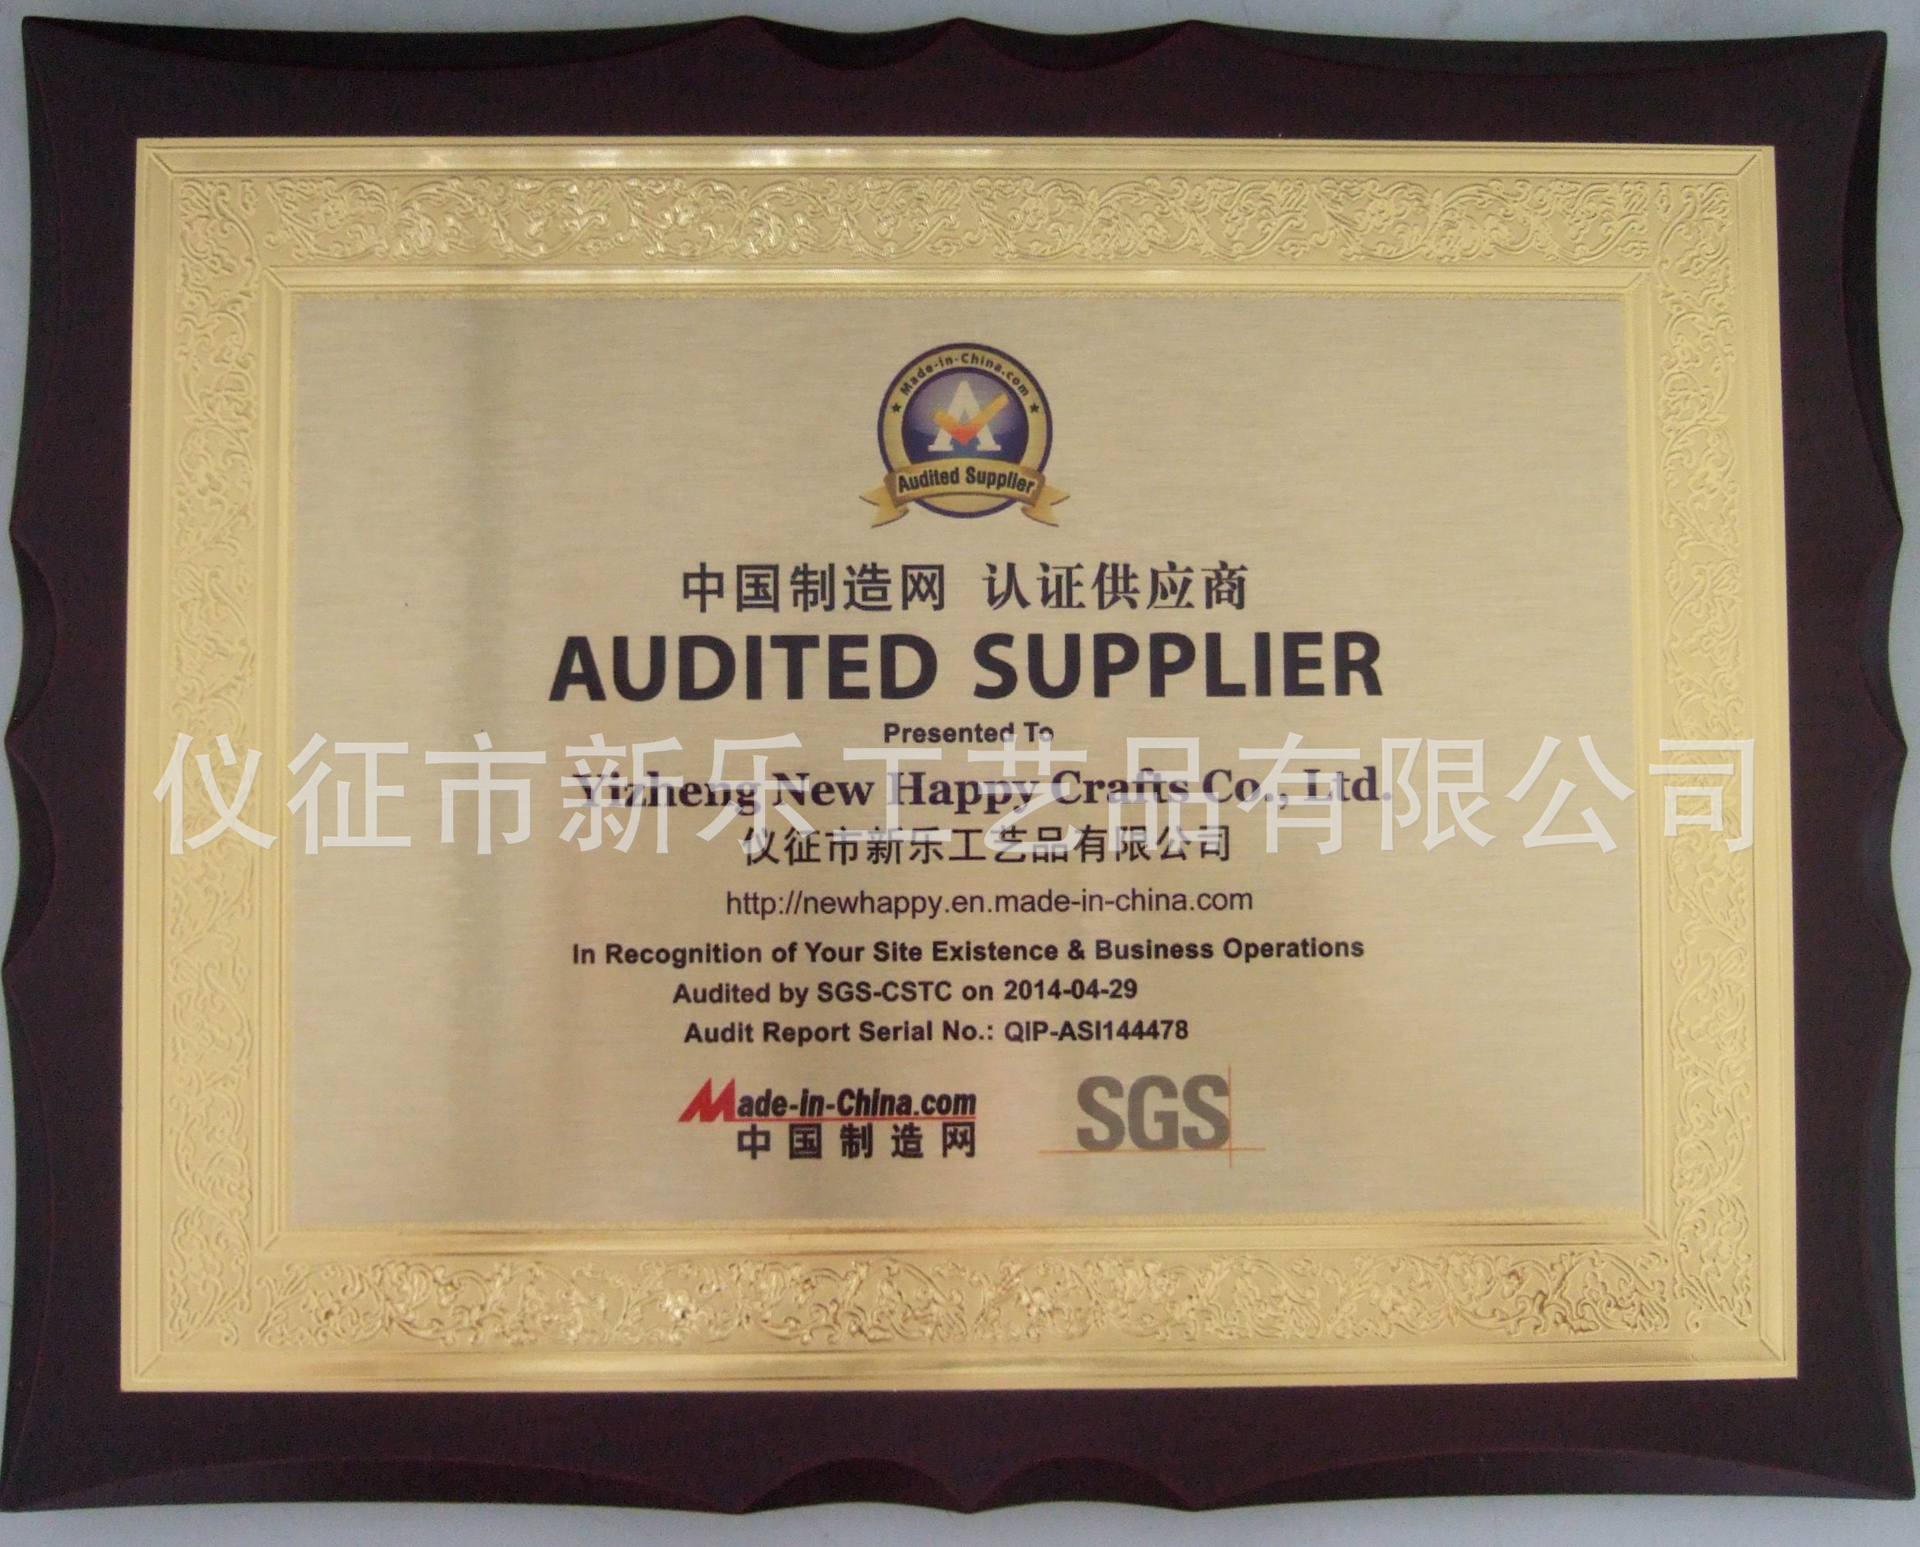 Made-in-China.com
Audited Supplier
中国制造网 认证供应商
AUDITED SUPPLIER
Presented To
仪征市新乐工艺品有限公司
Yizheng New Happy Crafts Co., Ltd.
仪征市新乐工艺品有限公司
http://newhappy.en.made-in-china.com
In Recognition of Your Site Existence & Business Operations
Audited by SGS-CSTC on 2014-04-29
Audit Report Serial No.: QIP-ASI144478
Made-in-China.com
中国制造网
SGS